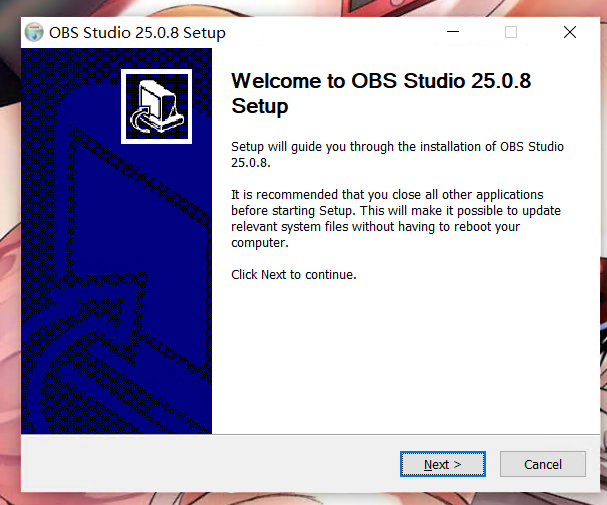 OBS Studio 25.0.8 Setup
Welcome to OBS Studio 25.0.8
Setup
Setup will guide you through the installation of OBS Studio
25.0.8.
It is recommended that you close all other applications
before starting Setup. This will make it possible to update
relevant system files without having to reboot your
computer.
Click Next to continue.
Next >
Cancel